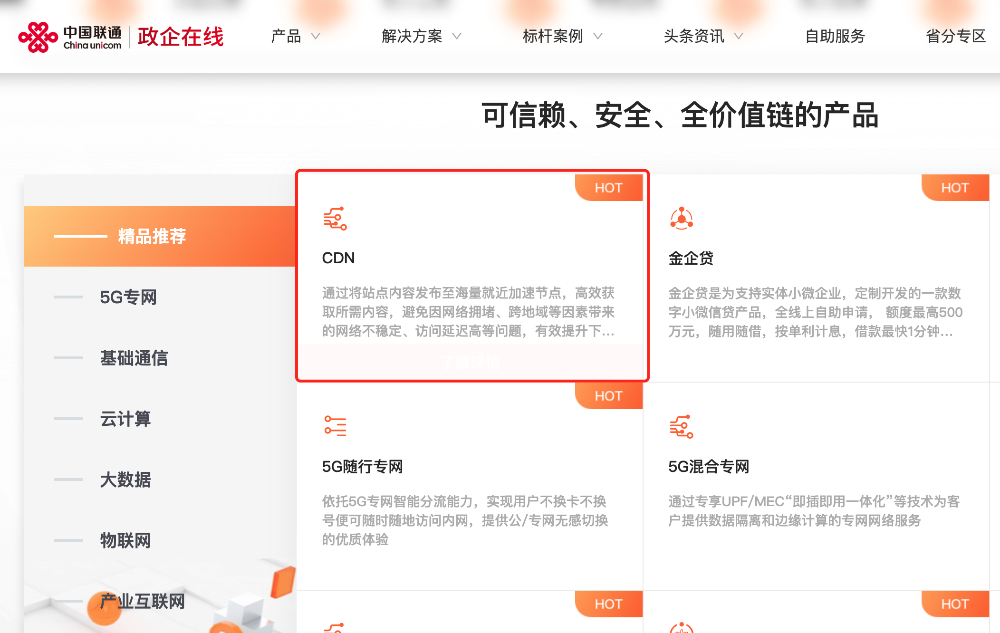 中国联通
China unicom
政企在线
产品
解决方案
标杆案例
头条资讯
自助服务
省分专区
可信赖、安全、全价值链的产品
精品推荐
5G专网
基础通信
云计算
大数据
物联网
产业互联网
HOT
CDN
通过将站点内容发布至海量就近加速节点，高效获
取所需内容，避免因网络拥堵、跨地域等因素带来
的网络不稳定、访问延迟高等问题，有效提升下...
了解详情
HOT
金企贷
金企贷是为支持实体小微企业，定制开发的一款数
字小微信贷产品，全线上自助申请， 额度最高500
万元，随用随借，按单利计息，借款最快1分钟...
HOT
5G随行专网
依托5G专网智能分流能力，实现用户不换卡不换
号便可随时随地访问内网，提供公/专网无感切换
的优质体验
5G混合专网
通过专享UPF/MEC“即插即用一体化”等技术为客
户提供数据隔离和边缘计算的专网网络服务
HOT
HOT